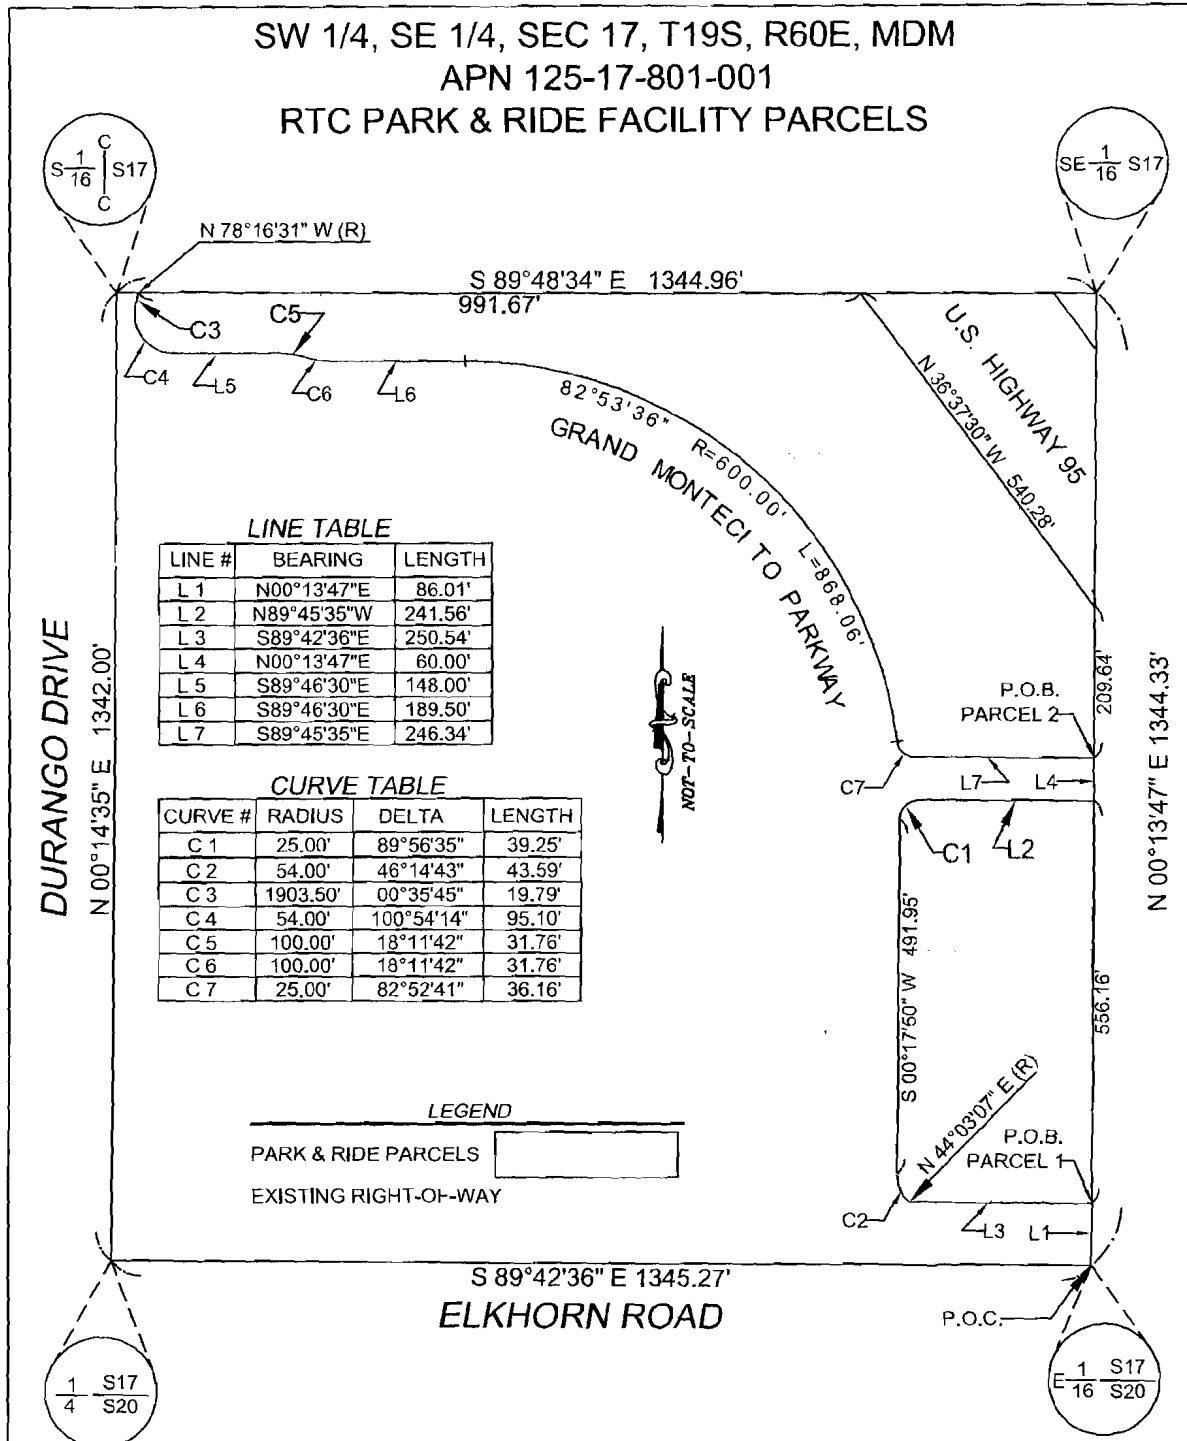 SW 1/4, SE 1/4, SEC 17, T19S, R60E, MDM
APN 125-17-801-001
RTC PARK & RIDE FACILITY PARCELS
S 1/16 C C S17
SE 1/16 S17
N 78°16'31" W (R)
S 89°48'34" E 1344.96'
991.67'
C5
C3
C4
L5
C6
L6
82°53'36" R=600.00' L=868.06'
GRAND MONTECITO PARKWAY
U.S. HIGHWAY 95
N 36°37'30" W 540.28'
LINE TABLE
LINE # BEARING LENGTH
L 1 N00°13'47"E 86.01'
L 2 N89°45'35"W 241.56'
L 3 S89°42'36"E 250.54'
L 4 N00°13'47"E 60.00'
L 5 S89°46'30"E 148.00'
L 6 S89°46'30"E 189.50'
L 7 S89°45'35"E 246.34'
DURANGO DRIVE
N 00°14'35" E 1342.00'
NOT-TO-SCALE
P.O.B.
PARCEL 2
209.64'
N 00°13'47" E 1344.33'
C7
L7
L4
CURVE TABLE
CURVE # RADIUS DELTA LENGTH
C 1 25.00' 89°56'35" 39.25'
C 2 54.00' 46°14'43" 43.59'
C 3 1903.50' 00°35'45" 19.79'
C 4 54.00' 100°54'14" 95.10'
C 5 100.00' 18°11'42" 31.76'
C 6 100.00' 18°11'42" 31.76'
C 7 25.00' 82°52'41" 36.16'
C1
L2
S 00°17'50" W 491.95'
556.16'
N 44°03'07" E (R)
P.O.B.
PARCEL 1
C2
L3
L1
LEGEND
PARK & RIDE PARCELS
EXISTING RIGHT-OF-WAY
S 89°42'36" E 1345.27'
ELKHORN ROAD
P.O.C.
1/4 S17/S20
E 1/16 S17/S20